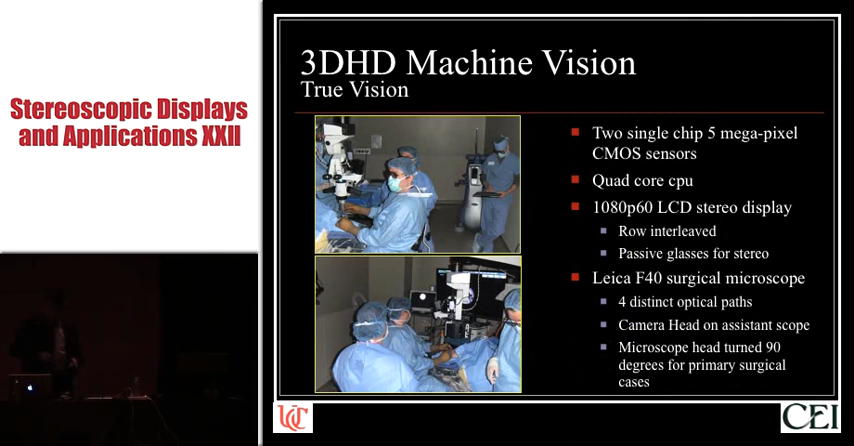 Stereoscopic Displays
and Applications XXII
3DHD Machine Vision
True Vision
Two single chip 5 mega-pixel
CMOS sensors
Quad core cpu
1080p60 LCD stereo display
Row interleaved
Passive glasses for stereo
Leica F40 surgical microscope
4 distinct optical paths
Camera Head on assistant scope
Microscope head turned 90
degrees for primary surgical
cases
UC
CEI